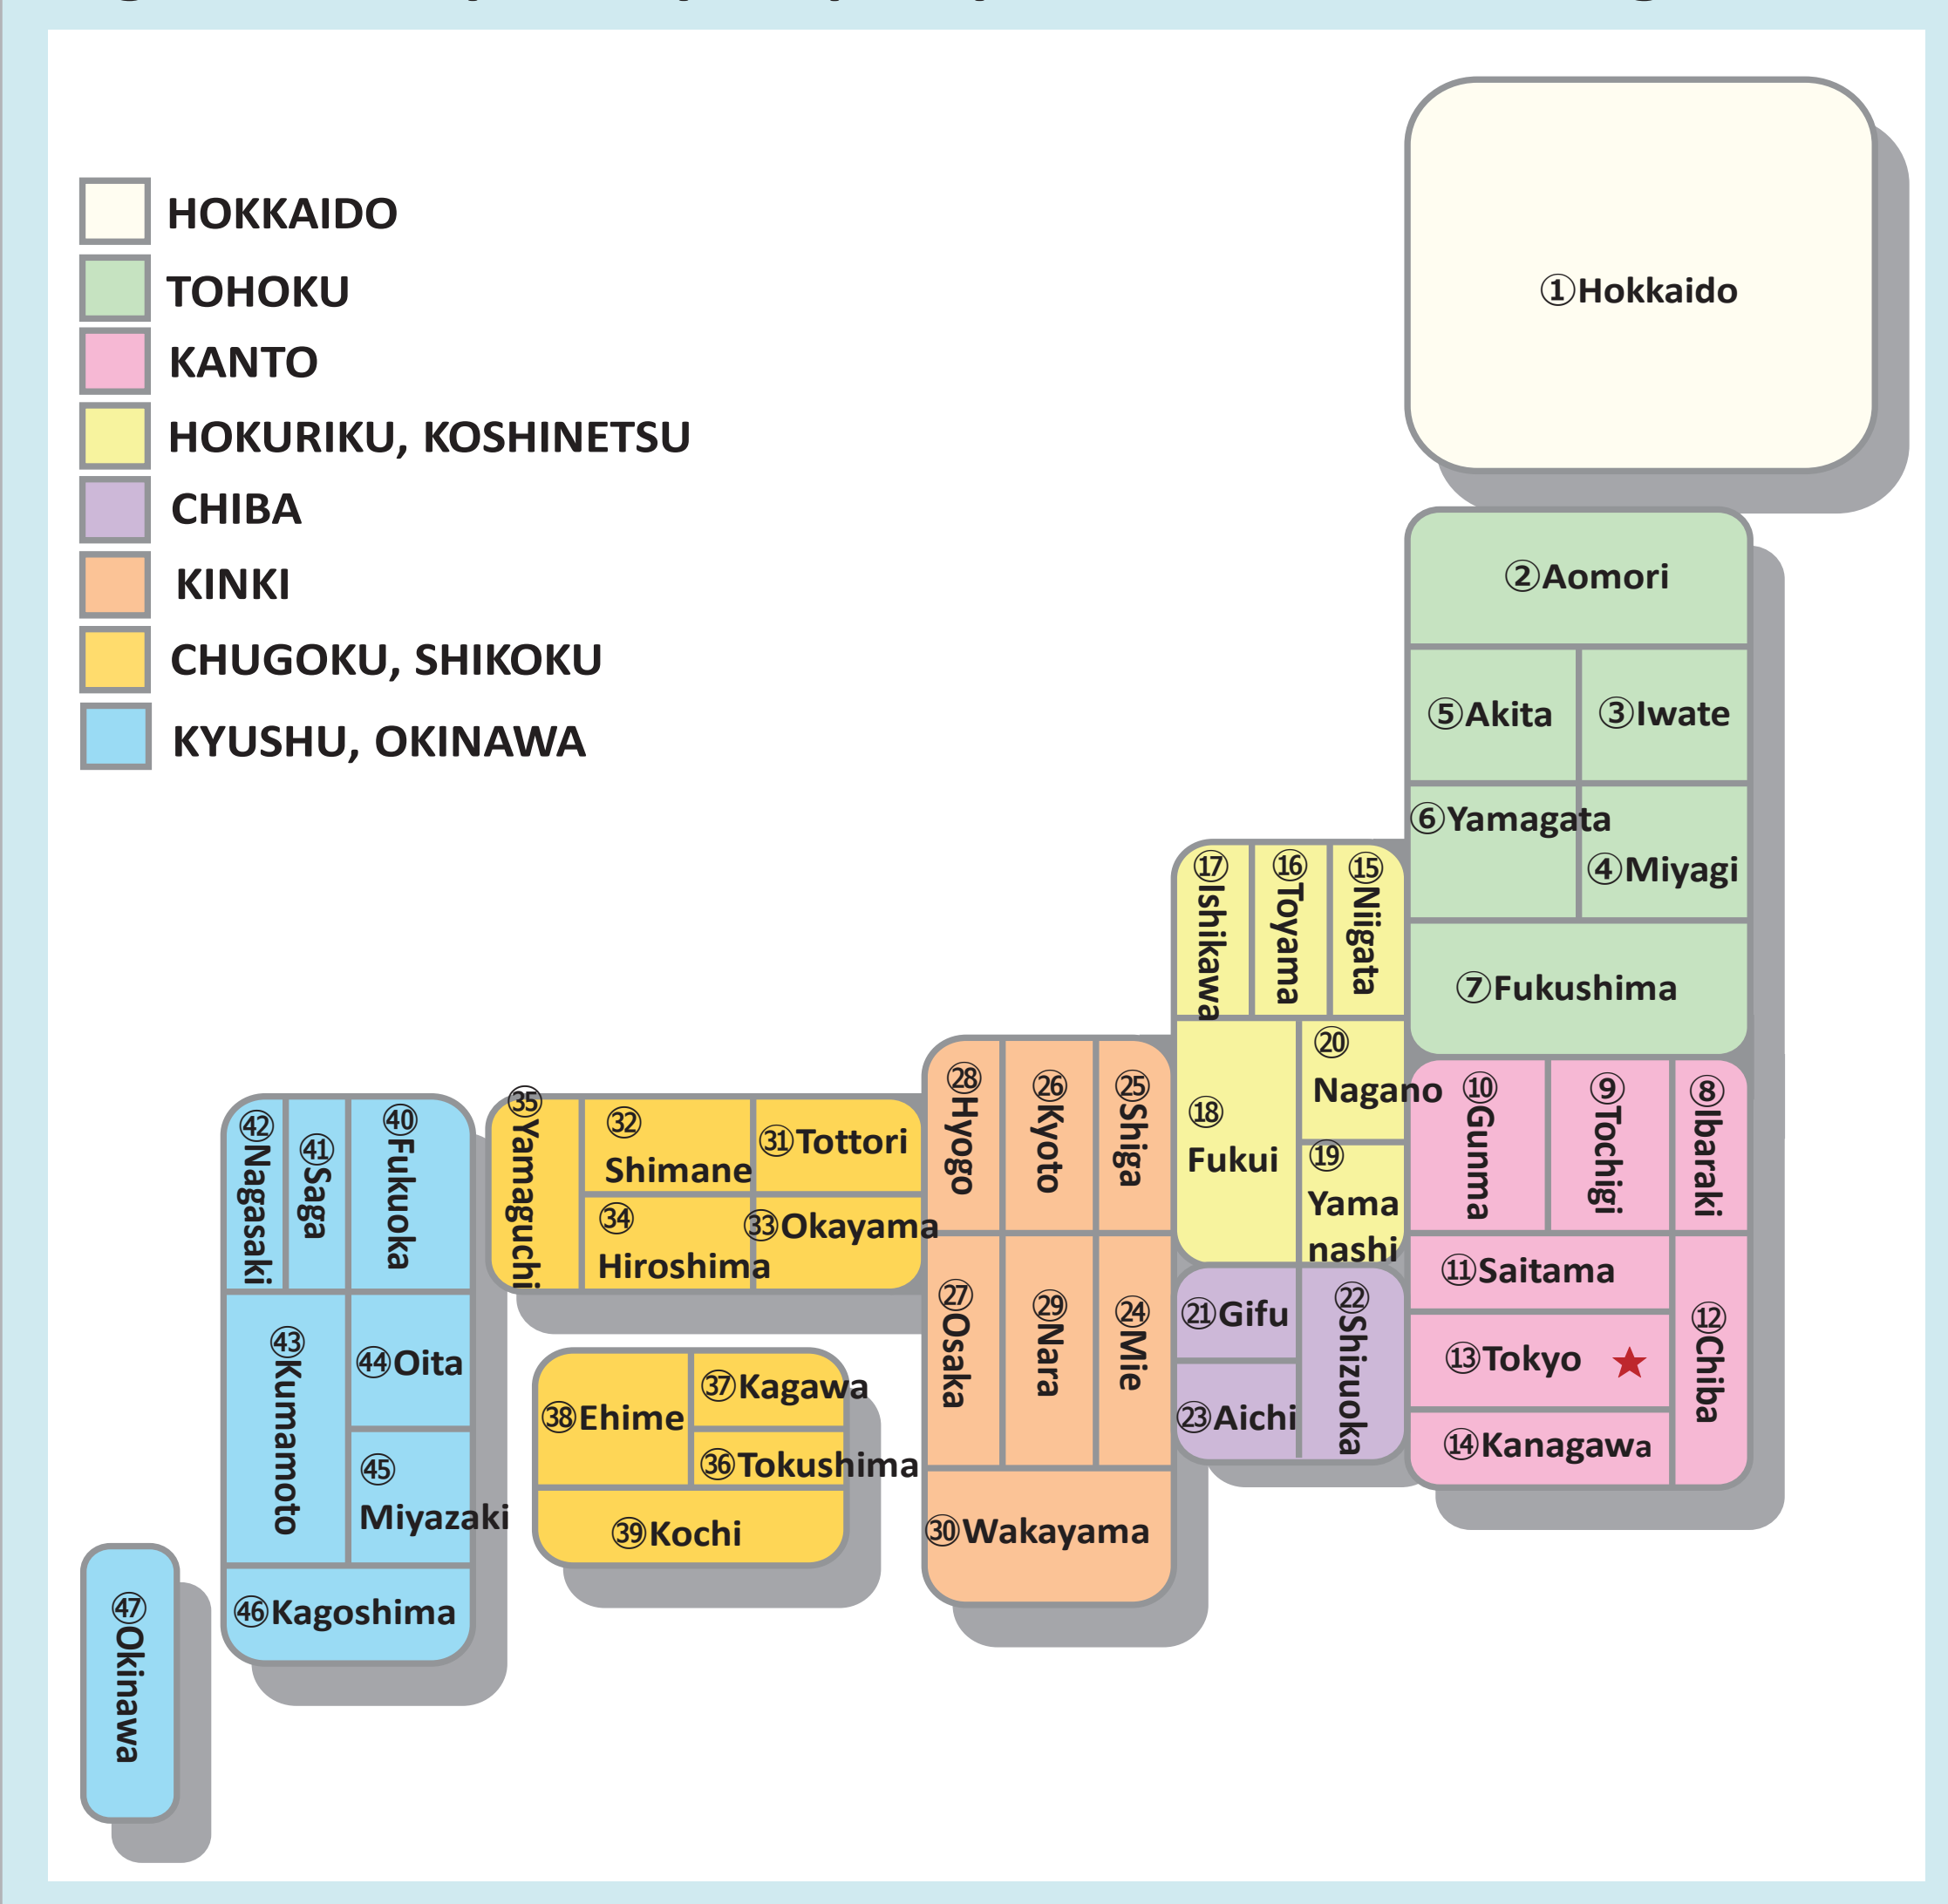 HOKKAIDO
TOHOKU
KANTO
HOKURIKU, KOSHINETSU
CHIBA
KINKI
CHUGOKU, SHIKOKU
KYUSHU, OKINAWA
①Hokkaido
②Aomori
⑤Akita
③Iwate
⑥Yamagata
④Miyagi
⑦Fukushima
⑰Ishikawa
⑯Toyama
⑮Niigata
⑱
Fukui
⑳
Nagano
⑲
Yama
nashi
⑩Gunma
⑨Tochigi
⑧Ibaraki
⑪Saitama
⑬Tokyo
⑭Kanagawa
⑫Chiba
㉑Gifu
㉓Aichi
㉒Shizuoka
㉘Hyogo
㉖Kyoto
㉕Shiga
㉗Osaka
㉙Nara
㉔Mie
㉚Wakayama
㉟Yamaguchi
㉜
Shimane
㉛Tottori
㉞
Hiroshima
㉝Okayama
㊳Ehime
㊲Kagawa
㊱Tokushima
㊴Kochi
㊷Nagasaki
㊶Saga
㊵Fukuoka
㊸Kumamoto
㊹Oita
㊺
Miyazaki
㊻Kagoshima
㊼Okinawa